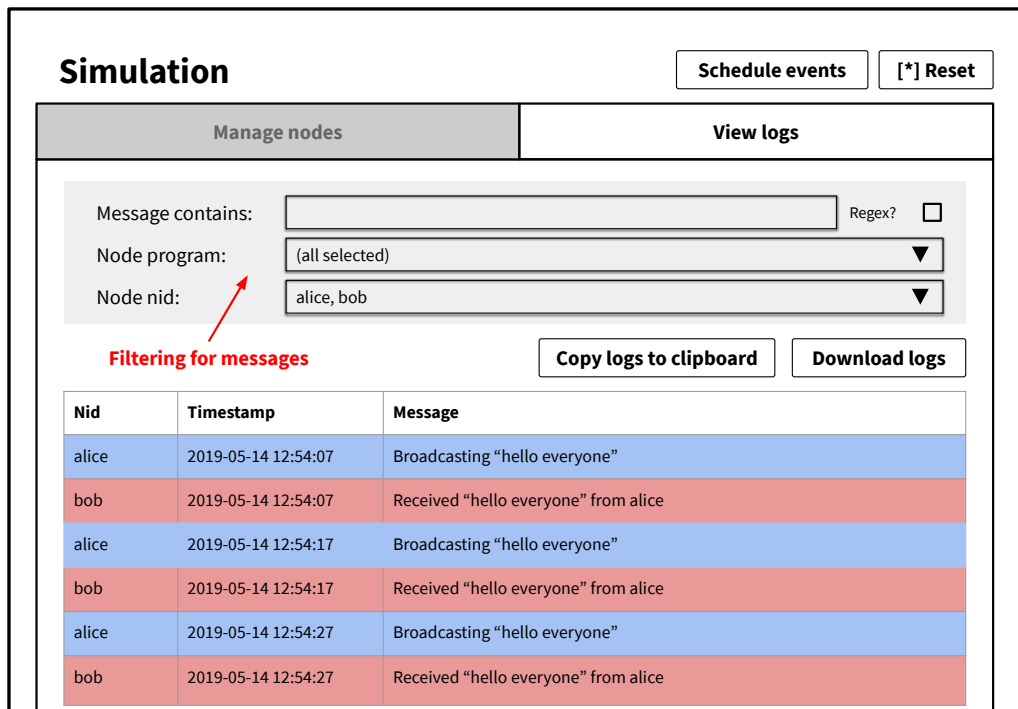 Simulation
Schedule events
[*] Reset
Manage nodes
View logs
Message contains:
Regex?
Node program:
(all selected)
Node nid:
alice, bob
Filtering for messages
Copy logs to clipboard
Download logs
Nid Timestamp Message
alice 2019-05-14 12:54:07 Broadcasting “hello everyone”
bob 2019-05-14 12:54:07 Received “hello everyone” from alice
alice 2019-05-14 12:54:17 Broadcasting “hello everyone”
bob 2019-05-14 12:54:17 Received “hello everyone” from alice
alice 2019-05-14 12:54:27 Broadcasting “hello everyone”
bob 2019-05-14 12:54:27 Received “hello everyone” from alice